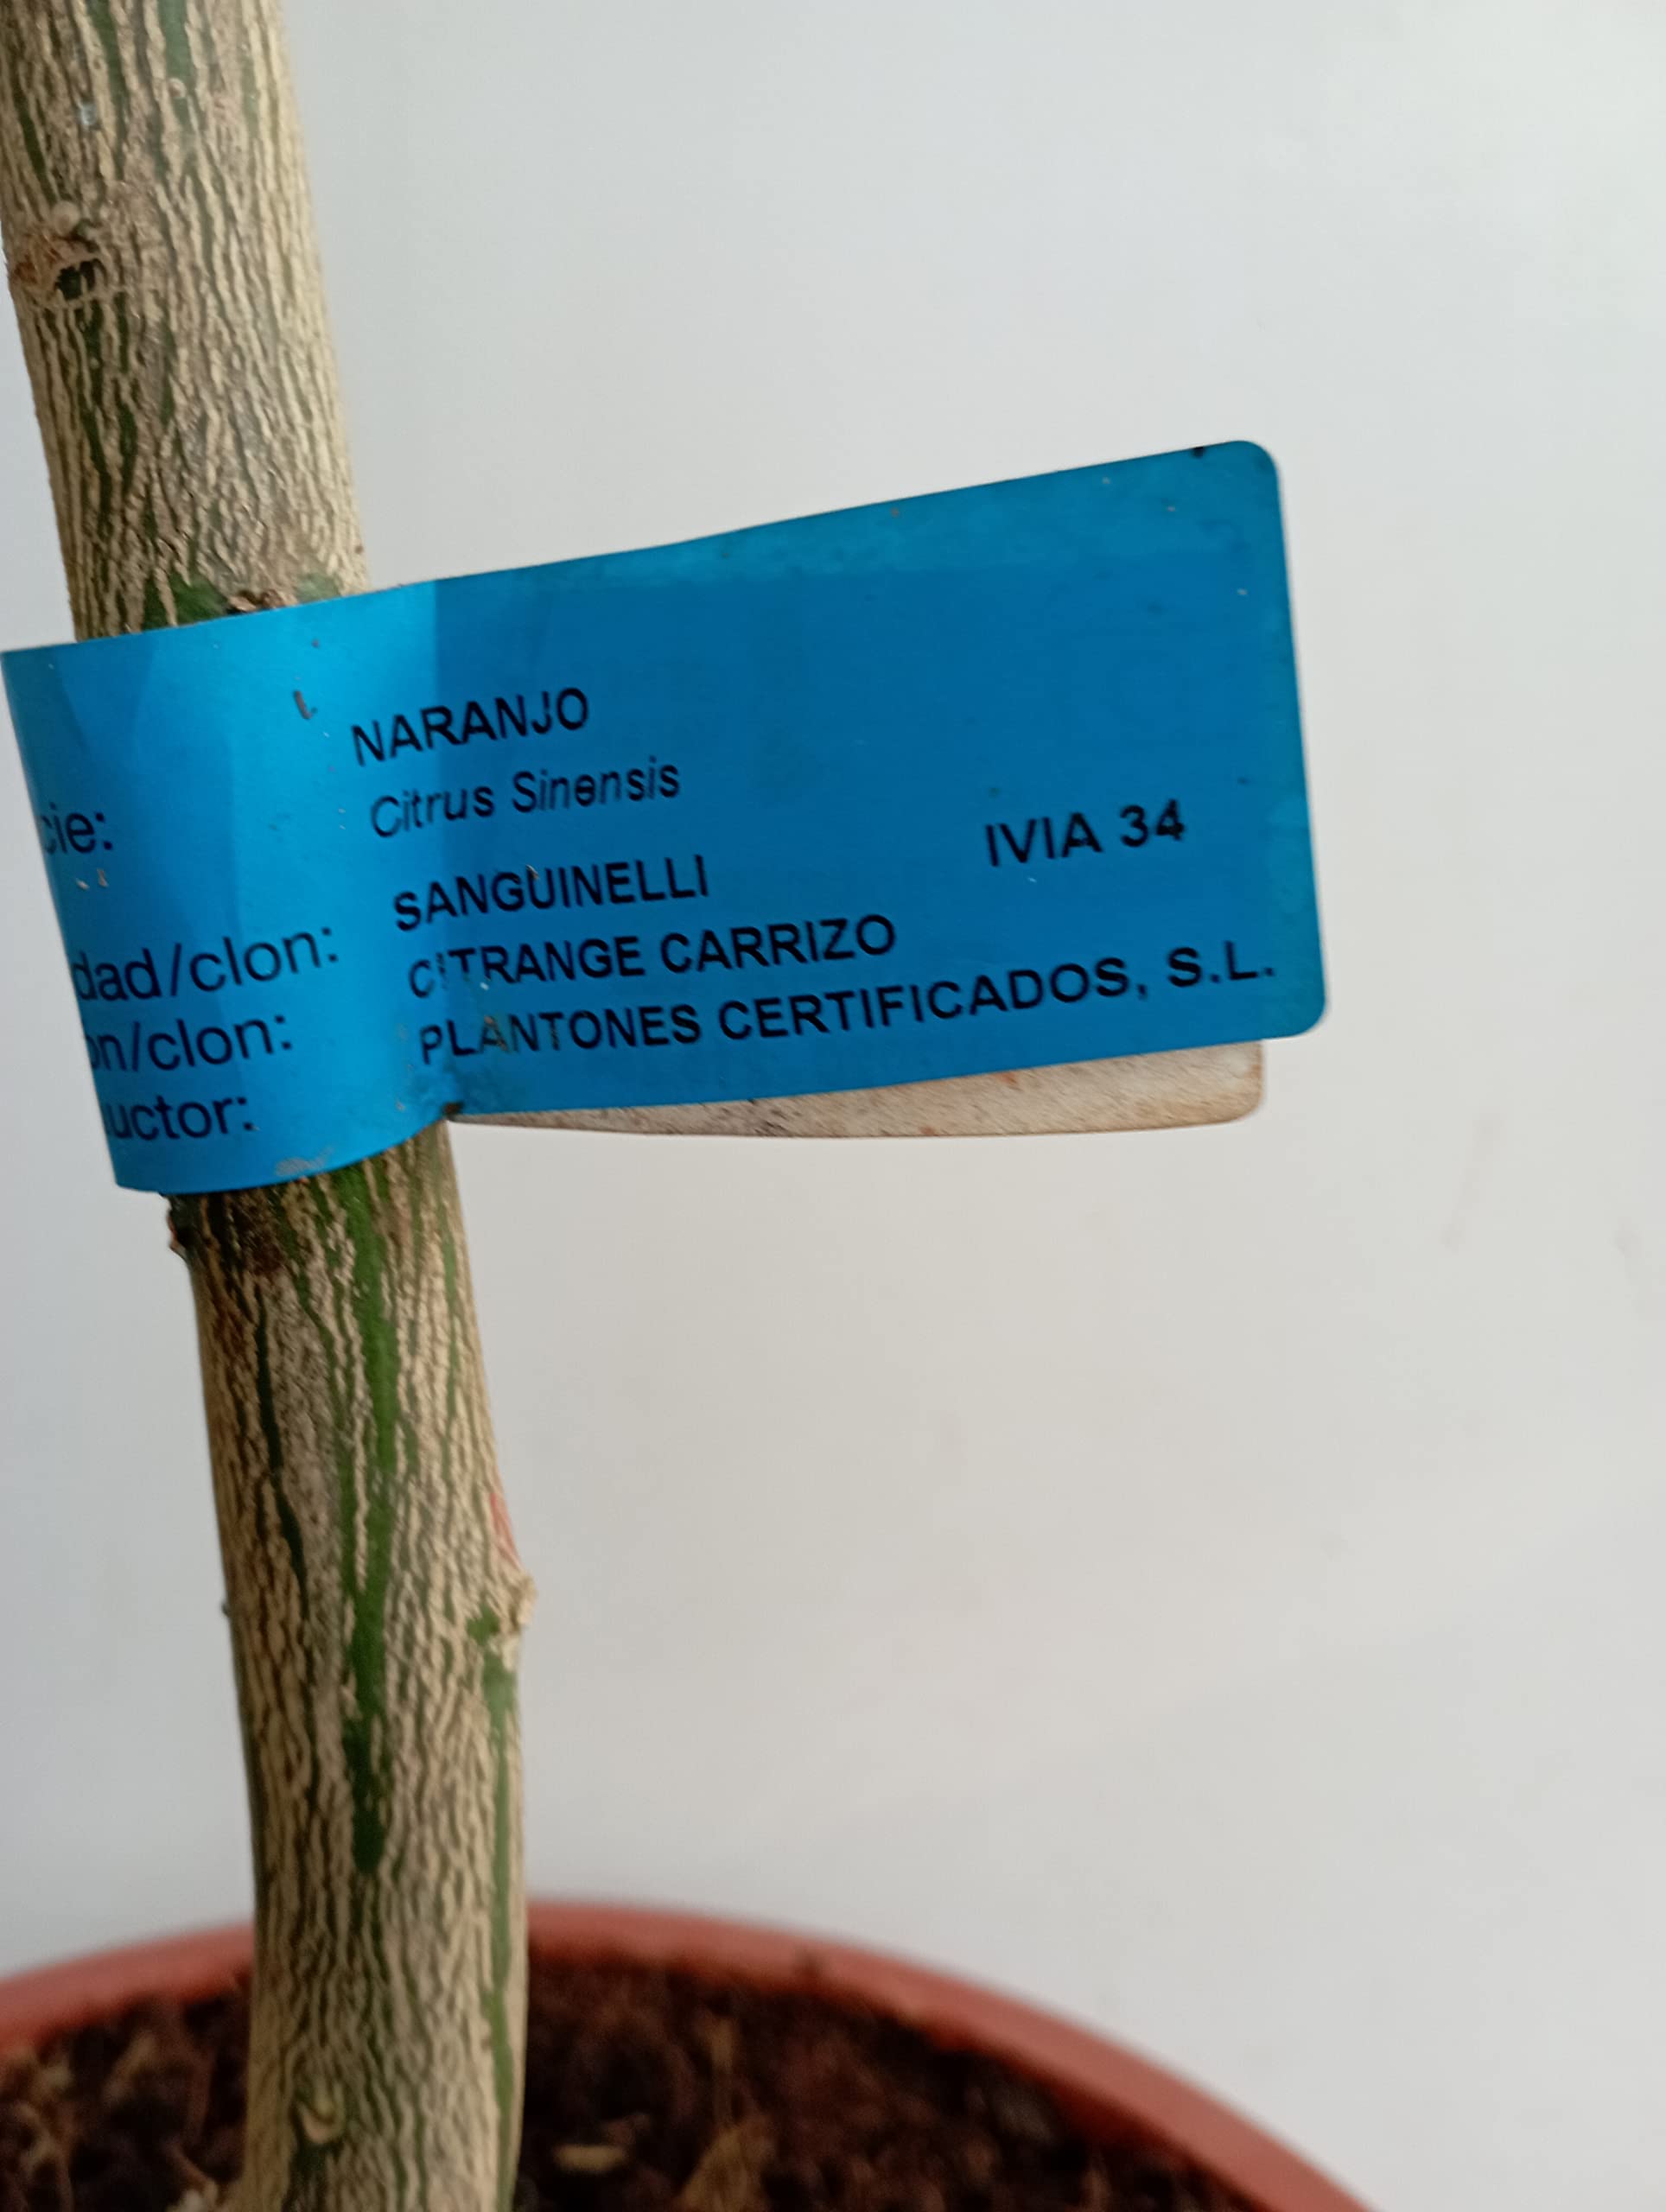 cie: NARANJO
Citrus Sinensis
dad/clon: SANGUINELLI IVIA 34
on/clon: CITRANGE CARRIZO
uctor: PLANTONES CERTIFICADOS, S.L.